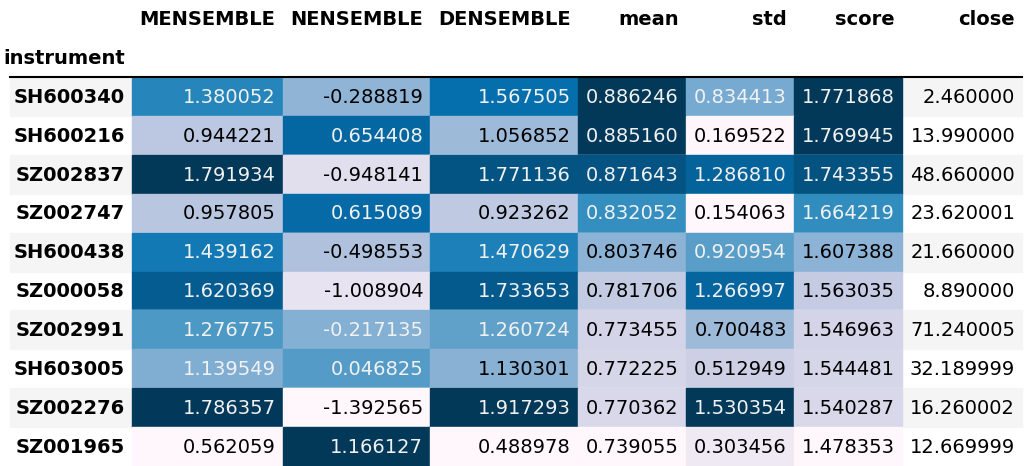 MENSEMBLE NENSEMBLE DENSEMBLE mean std score close
instrument
SH600340 1.380052 -0.288819 1.567505 0.886246 0.834413 1.771868 2.460000
SH600216 0.944221 0.654408 1.056852 0.885160 0.169522 1.769945 13.990000
SZ002837 1.791934 -0.948141 1.771136 0.871643 1.286810 1.743355 48.660000
SZ002747 0.957805 0.615089 0.923262 0.832052 0.154063 1.664219 23.620001
SH600438 1.439162 -0.498553 1.470629 0.803746 0.920954 1.607388 21.660000
SZ000058 1.620369 -1.008904 1.733653 0.781706 1.266997 1.563035 8.890000
SZ002991 1.276775 -0.217135 1.260724 0.773455 0.700483 1.546963 71.240005
SH603005 1.139549 0.046825 1.130301 0.772225 0.512949 1.544481 32.189999
SZ002276 1.786357 -1.392565 1.917293 0.770362 1.530354 1.540287 16.260002
SZ001965 0.562059 1.166127 0.488978 0.739055 0.303456 1.478353 12.669999